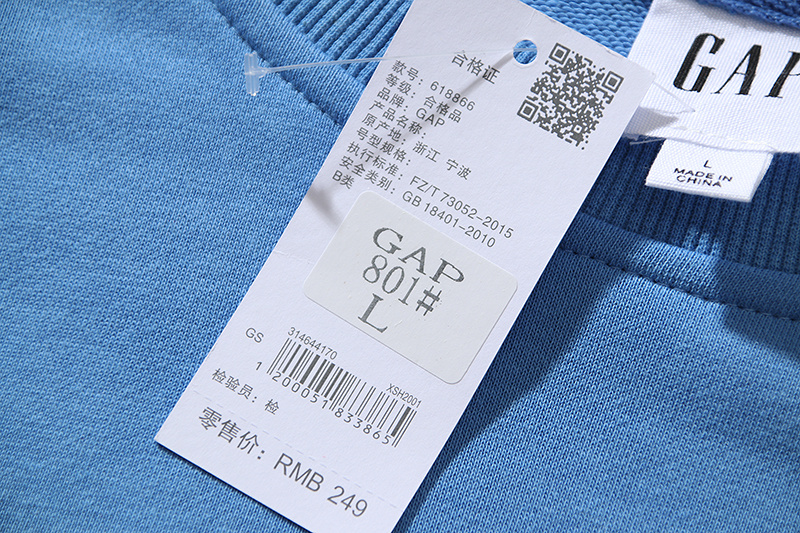 合格证
款号: 618866
等级: 合格品
品牌: GAP
产品名称:
原产地: 浙江 宁波
号型规格:
执行标准: FZ/T 73052-2015
安全类别: GB 18401-2010
B类
GAP
801#
L
314644170
GS
XSH2001
1 200051 833865
检验员: 检
零售价: RMB 249
GAP
L
MADE IN
CHINA